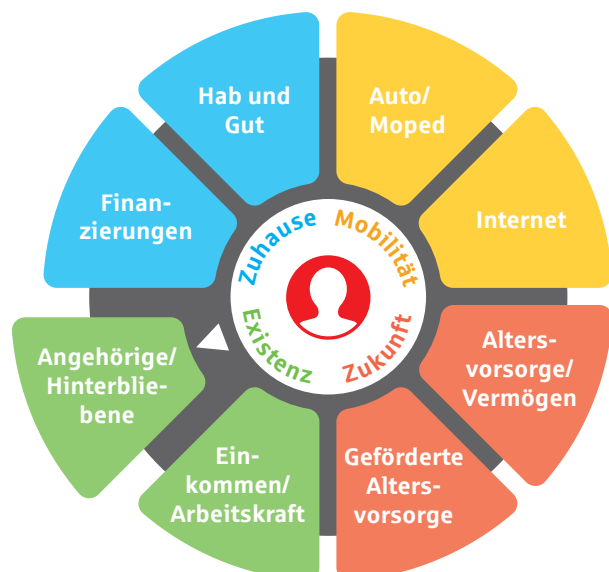 Hab und
Gut
Auto/
Moped
Finan-
zierungen
Internet
Zuhause
Mobilität
Existenz
Zukunft
Angehörige/
Hinterblie-
bene
Alters-
vorsorge/
Vermögen
Ein-
kommen/
Arbeitskraft
Geförderte
Alters-
vorsorge